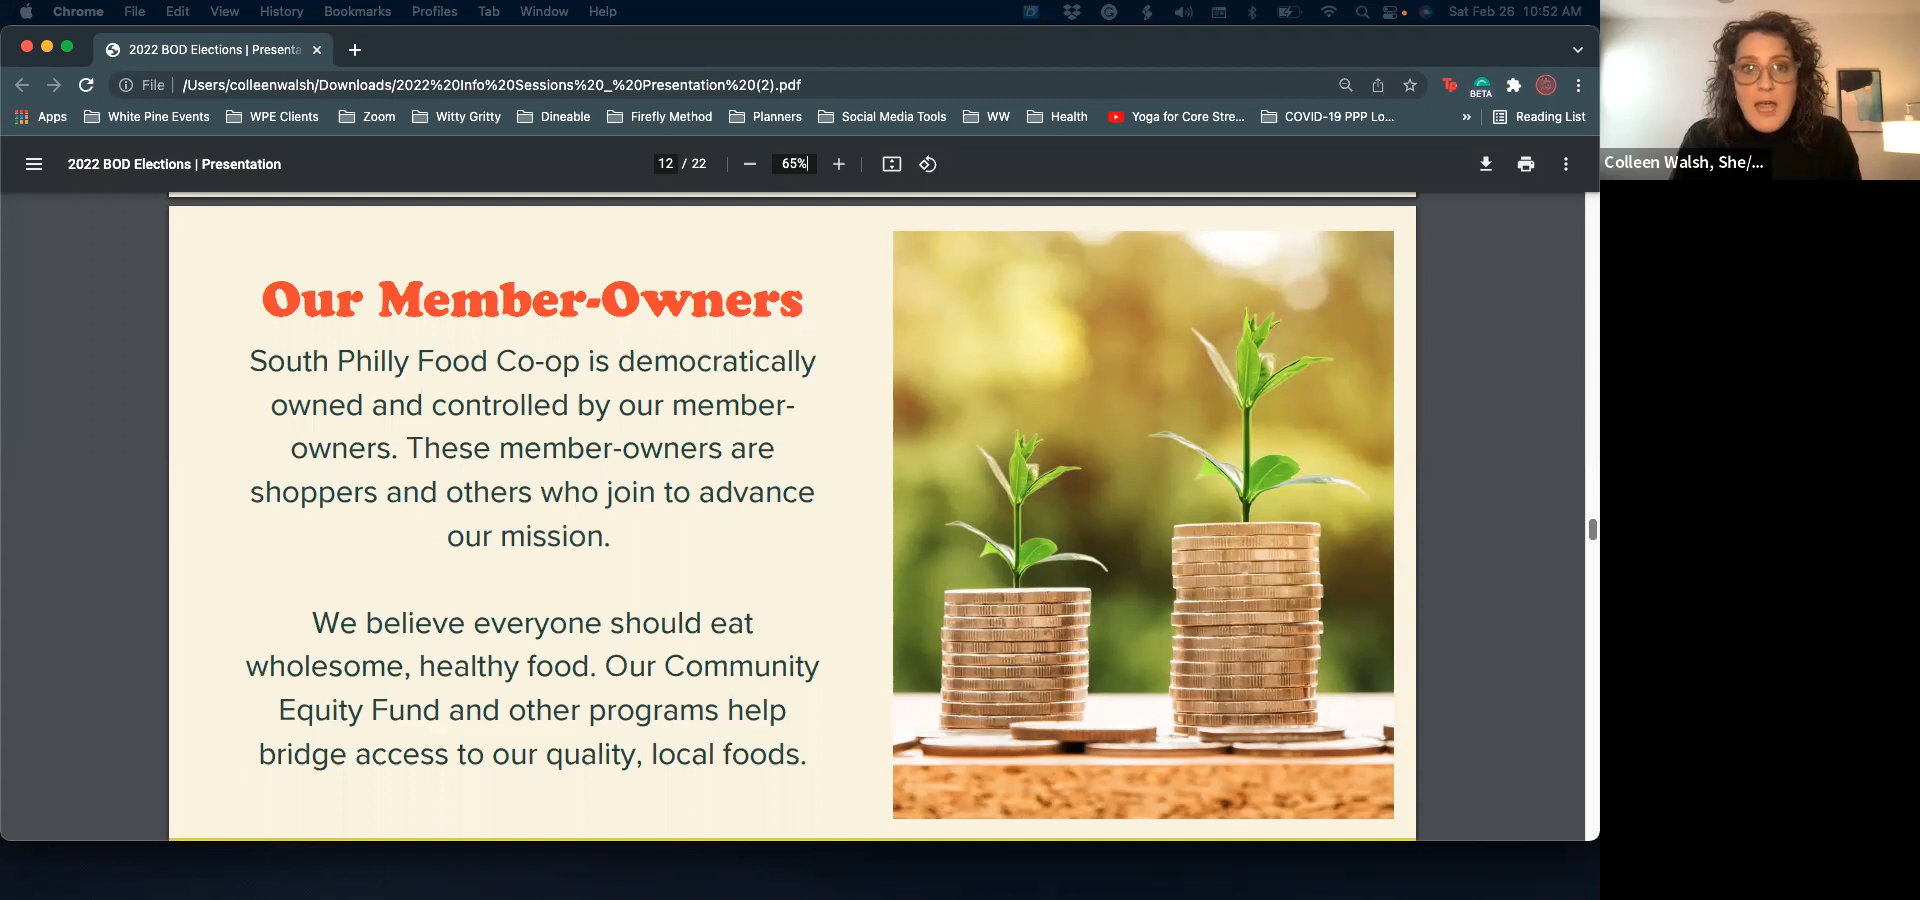 Chrome File Edit View History Bookmarks Profiles Tab Window Help Sat Feb 26 10:52 AM
2022 BOD Elections | Presenta
File /Users/colleenwalsh/Downloads/2022%20Info%20Sessions%20_%20Presentation%20(2).pdf
BETA
Apps White Pine Events WPE Clients Zoom Witty Gritty Dineable Firefly Method Planners Social Media Tools WW Health Yoga for Core Stre... COVID-19 PPP Lo... » Reading List
2022 BOD Elections | Presentation 12 / 22 65%
Colleen Walsh, She/...
Our Member-Owners
South Philly Food Co-op is democratically
owned and controlled by our member-
owners. These member-owners are
shoppers and others who join to advance
our mission.
We believe everyone should eat
wholesome, healthy food. Our Community
Equity Fund and other programs help
bridge access to our quality, local foods.